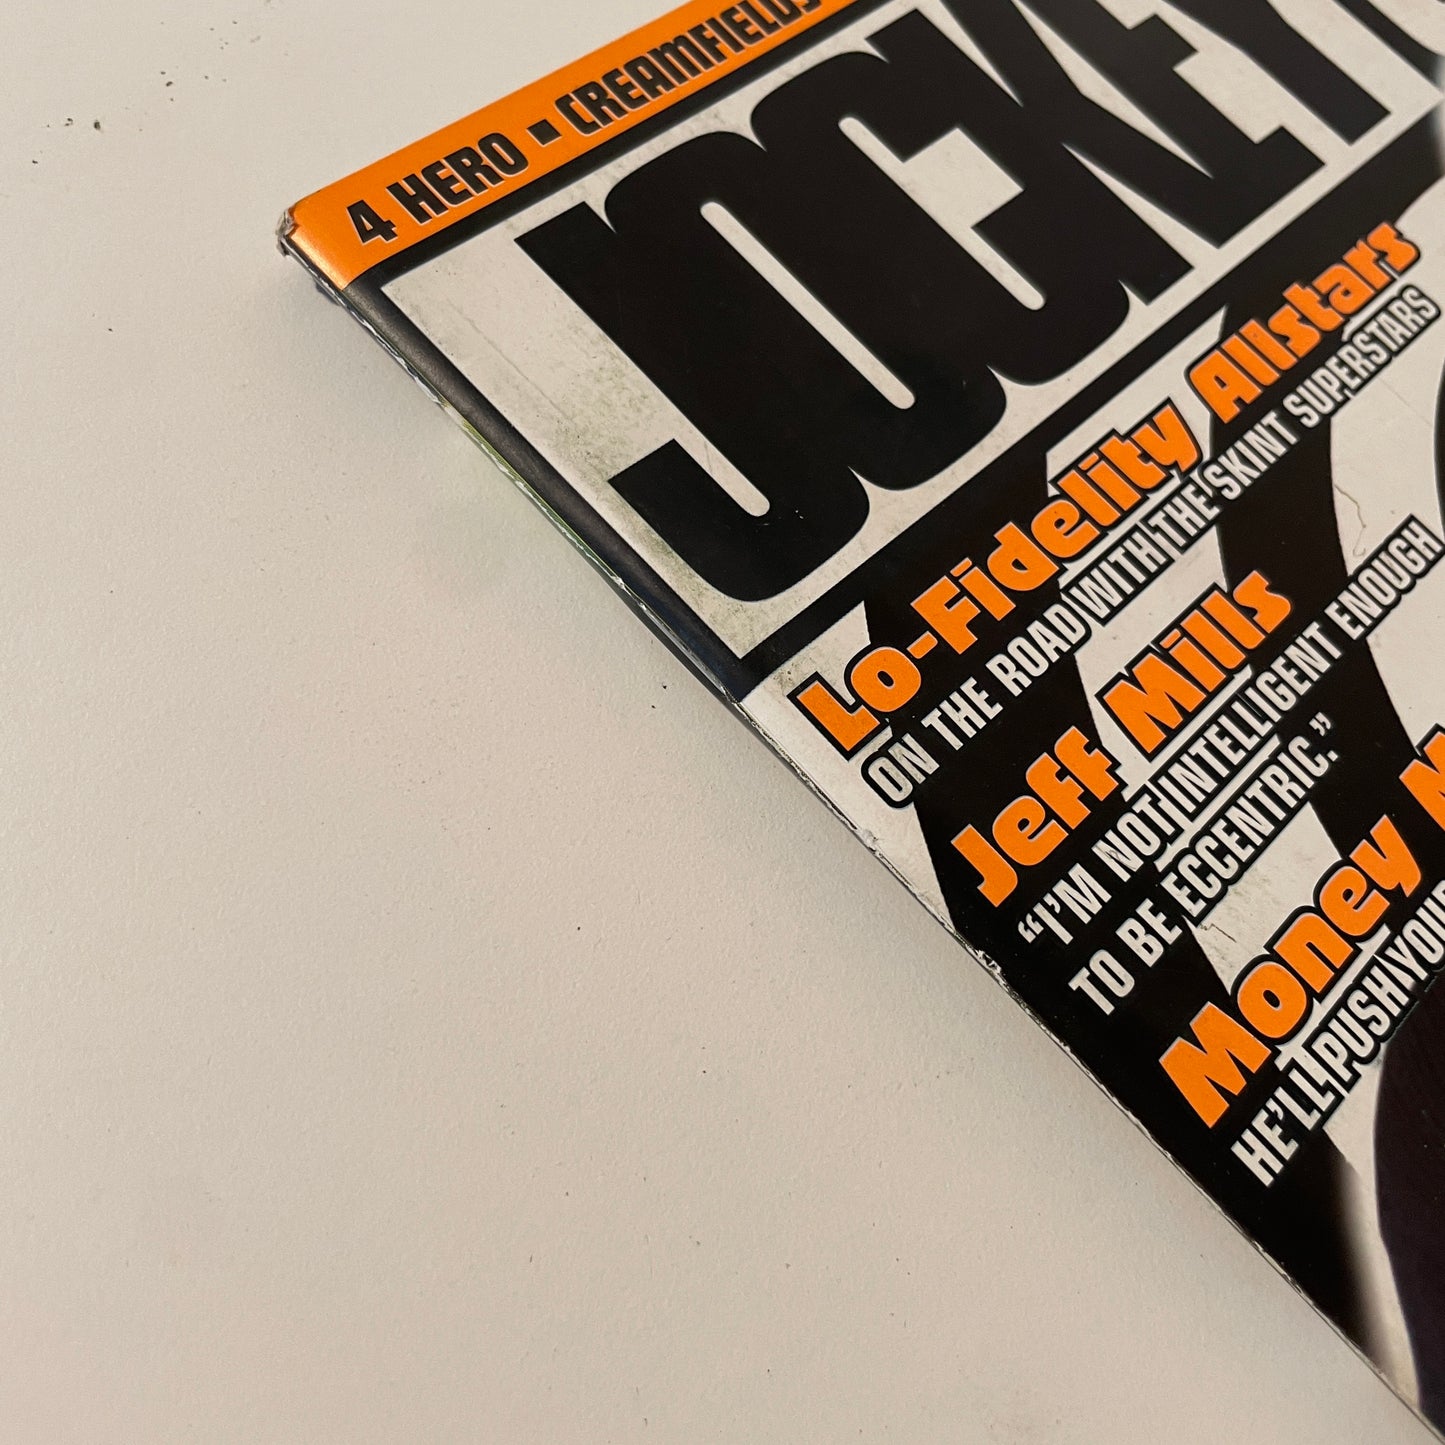 4 HERO ▪ CREAMFIELDS
JOCKEY
Lo-Fidelity Allstars
ON THE ROAD WITH THE SKINT SUPERSTARS
Jeff Mills
“I’M NOT INTELLIGENT ENOUGH
TO BE ECCENTRIC.”
Money
HE’LL PUSH YOUR